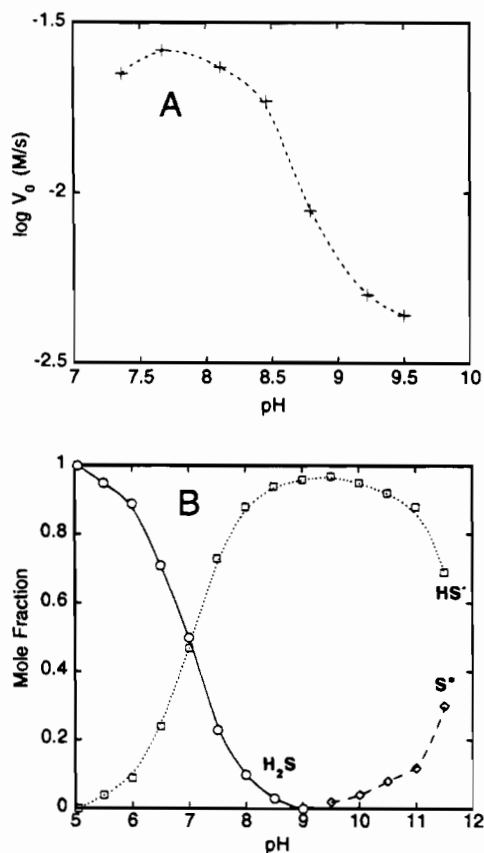 -1.5
A
log V₀ (M/s)
-2
-2.5
7 7.5 8 8.5 9 9.5 10
pH
1
B
0.8
Mole Fraction
0.6
HS⁻
0.4
S⁼
0.2
H₂S
0
5 6 7 8 9 10 11 12
pH